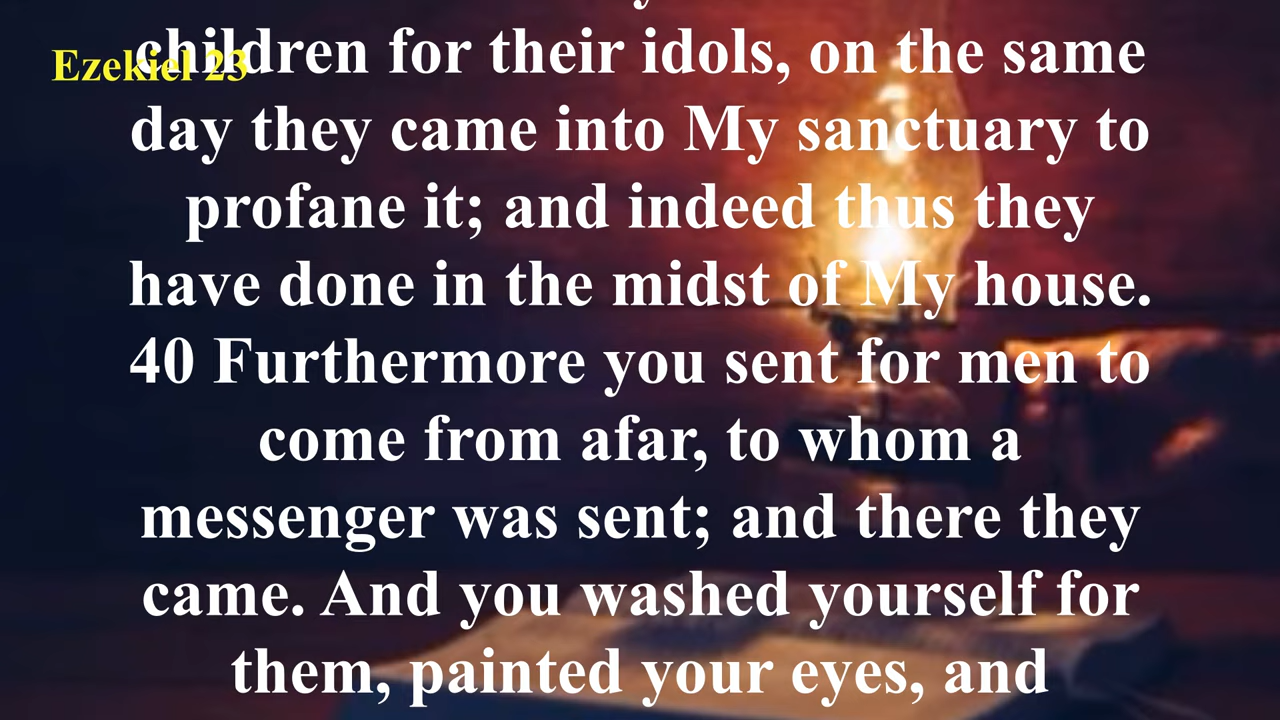 Ezekiel 23
children for their idols, on the same
day they came into My sanctuary to
profane it; and indeed thus they
have done in the midst of My house.
40 Furthermore you sent for men to
come from afar, to whom a
messenger was sent; and there they
came. And you washed yourself for
them, painted your eyes, and